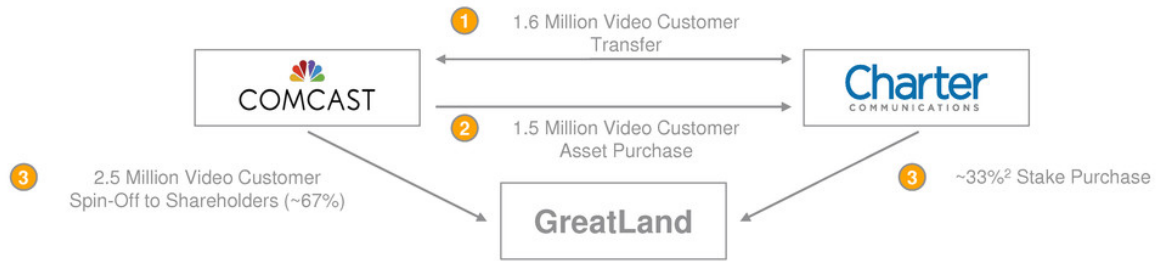 1 1.6 Million Video Customer
Transfer
COMCAST
Charter
COMMUNICATIONS
2 1.5 Million Video Customer
Asset Purchase
3 2.5 Million Video Customer
Spin-Off to Shareholders (~67%)
3 ~33%² Stake Purchase
GreatLand